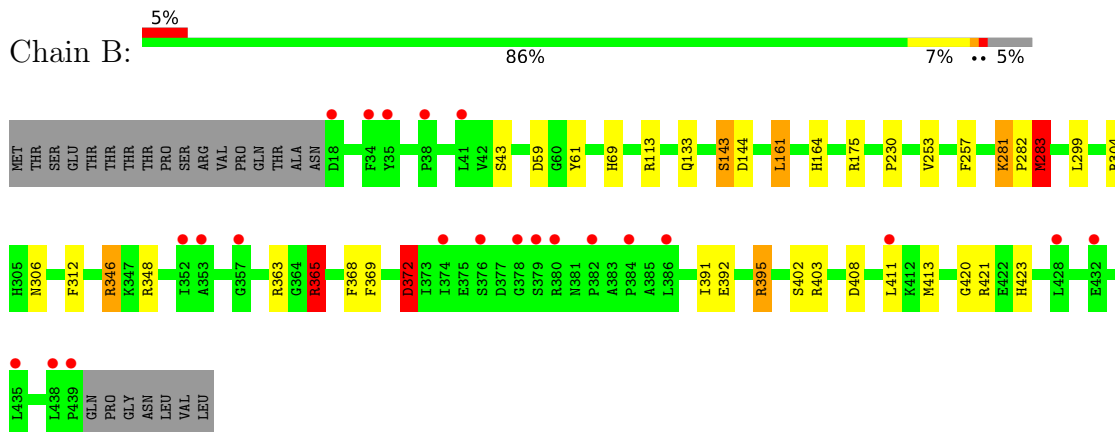 5%
Chain B:
86% 7% •• 5%
MET THR SER GLU THR THR THR THR PRO SER ARG VAL PRO GLN THR ALA ASN D18 F34 Y35 P38 L41 V42 S43 D59 G60 Y61 H69 R113 Q133 S143 D144 L161 H164 R175 P230 V253 F257 K281 P282 M283 L299
H305 N306 F312 R346 K347 R348 I352 A353 G357 R363 G364 R365 F368 F369 D372 I373 I374 E375 S376 D377 G378 S379 R380 N381 P382 A383 P384 A385 L386 I391 E392 R395 S402 R403 D408 L411 K412 M413 G420 R421 E422 H423 L428 E432
L435 L438 P439 GLN PRO GLY ASN LEU VAL LEU